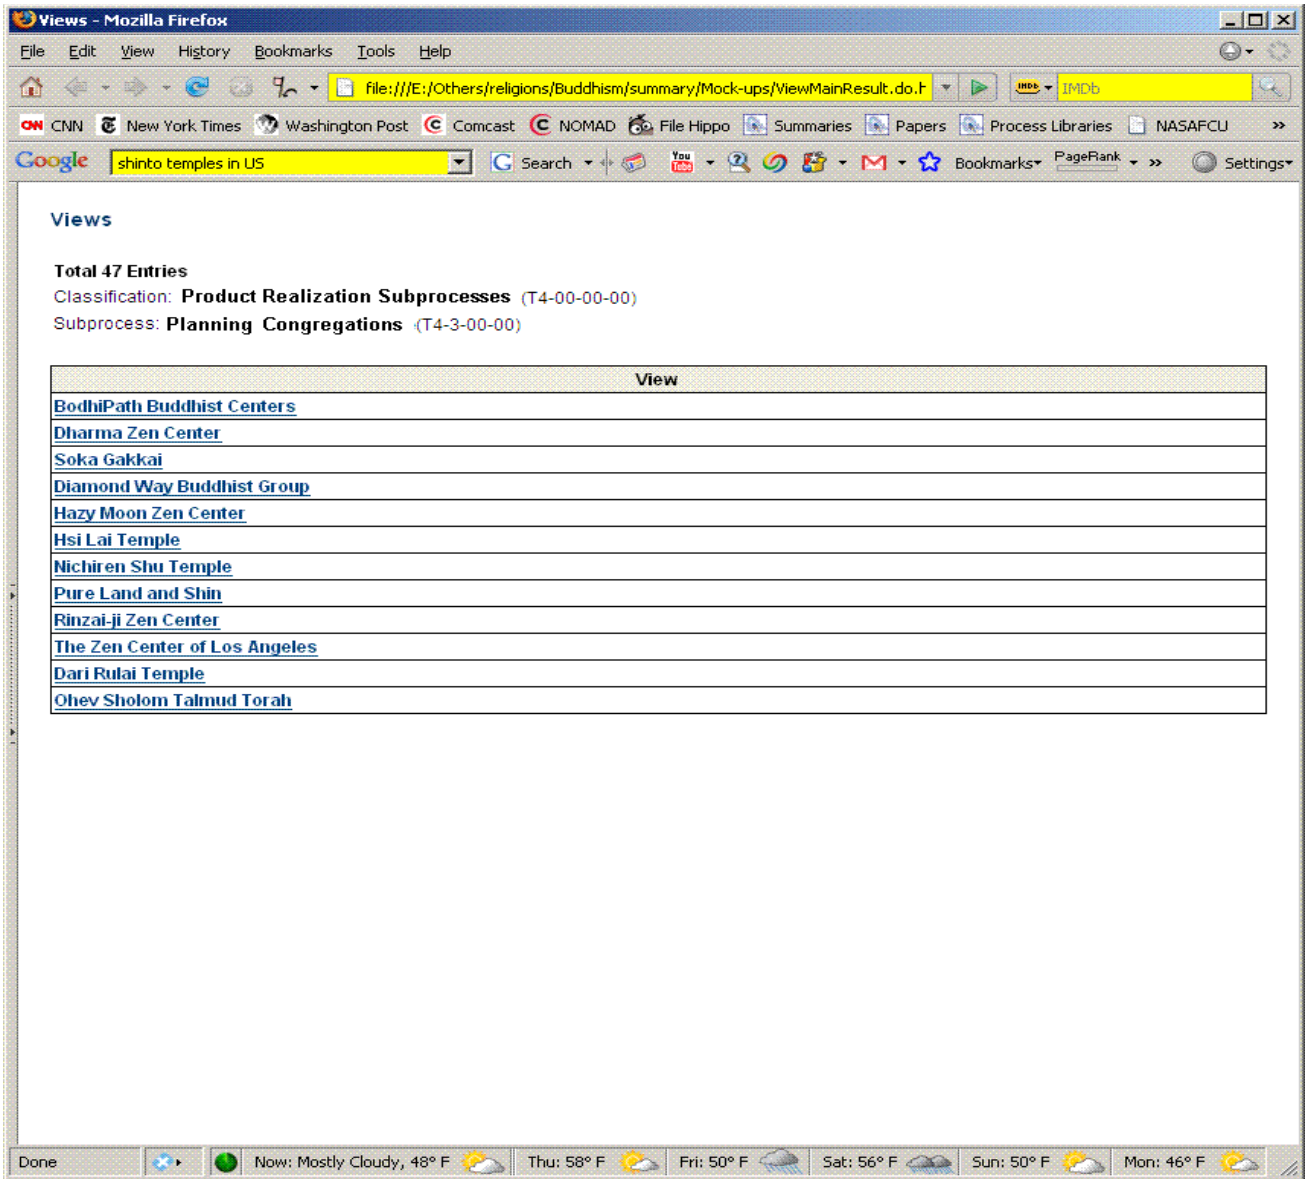 Views - Mozilla Firefox
File Edit View History Bookmarks Tools Help
file:///E:/Others/religions/Buddhism/summary/Mock-ups/ViewMainResult.do.h IMDb IMDb
CNN CNN New York Times Washington Post Comcast NOMAD File Hippo Summaries Papers Process Libraries NASAFCU »
Google shinto temples in US G Search You Tube Bookmarks PageRank » Settings
Views
Total 47 Entries
Classification: Product Realization Subprocesses (T4-00-00-00)
Subprocess: Planning Congregations (T4-3-00-00)
View
BodhiPath Buddhist Centers
Dharma Zen Center
Soka Gakkai
Diamond Way Buddhist Group
Hazy Moon Zen Center
Hsi Lai Temple
Nichiren Shu Temple
Pure Land and Shin
Rinzai-ji Zen Center
The Zen Center of Los Angeles
Dari Rulai Temple
Ohev Sholom Talmud Torah
Done Now: Mostly Cloudy, 48° F Thu: 58° F Fri: 50° F Sat: 56° F Sun: 50° F Mon: 46° F